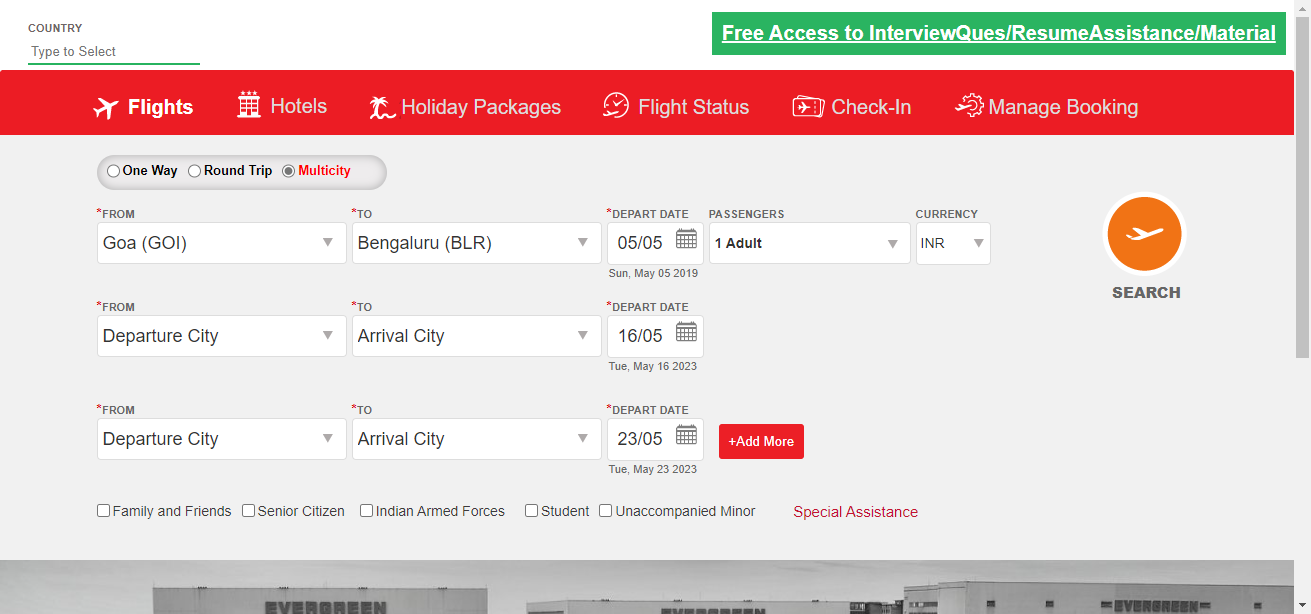 COUNTRY
Type to Select
Free Access to InterviewQues/ResumeAssistance/Material
Flights Hotels Holiday Packages Flight Status Check-In Manage Booking
One Way Round Trip Multicity
*FROM *TO *DEPART DATE PASSENGERS CURRENCY
Goa (GOI) Bengaluru (BLR) 05/05 1 Adult INR
Sun, May 05 2019
SEARCH
*FROM *TO *DEPART DATE
Departure City Arrival City 16/05
Tue, May 16 2023
*FROM *TO *DEPART DATE
Departure City Arrival City 23/05 +Add More
Tue, May 23 2023
Family and Friends Senior Citizen Indian Armed Forces Student Unaccompanied Minor Special Assistance
EVERGREEN EVERGREEN EVERGREEN